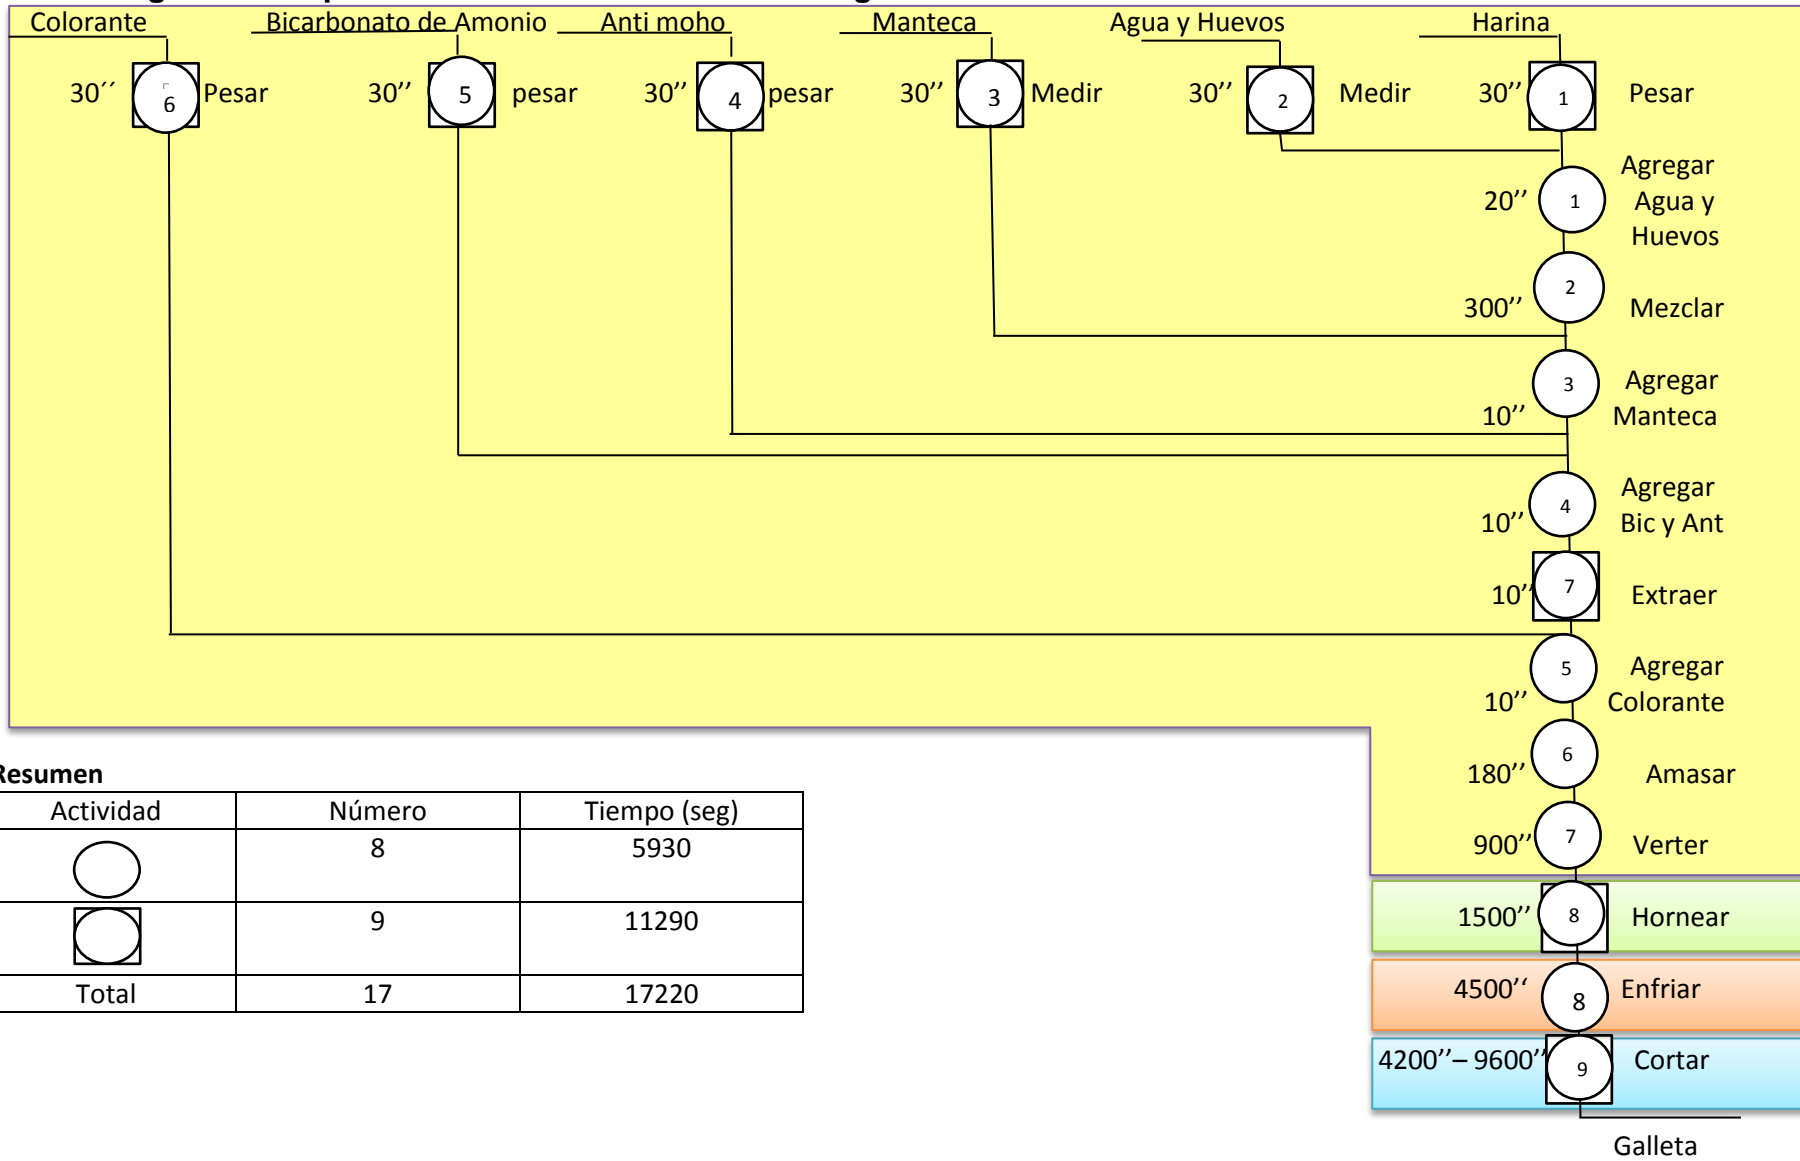 Colorante Bicarbonato de Amonio Anti moho Manteca Agua y Huevos Harina
30´´ 6 Pesar 30’’ 5 pesar 30’’ 4 pesar 30’’ 3 Medir 30’’ 2 Medir 30’’ 1 Pesar
Agregar
20’’ 1 Agua y
Huevos
2
300’’ Mezclar
3 Agregar
10’’ Manteca
4 Agregar
10’’ Bic y Ant
10’’ 7 Extraer
5 Agregar
10’’ Colorante
6
180’’ Amasar
900’’ 7 Verter
1500’’ 8 Hornear
4500’‘ 8 Enfriar
4200’’– 9600’’ 9 Cortar
Galleta
Resumen
Actividad Número Tiempo (seg)
8 5930
9 11290
Total 17 17220